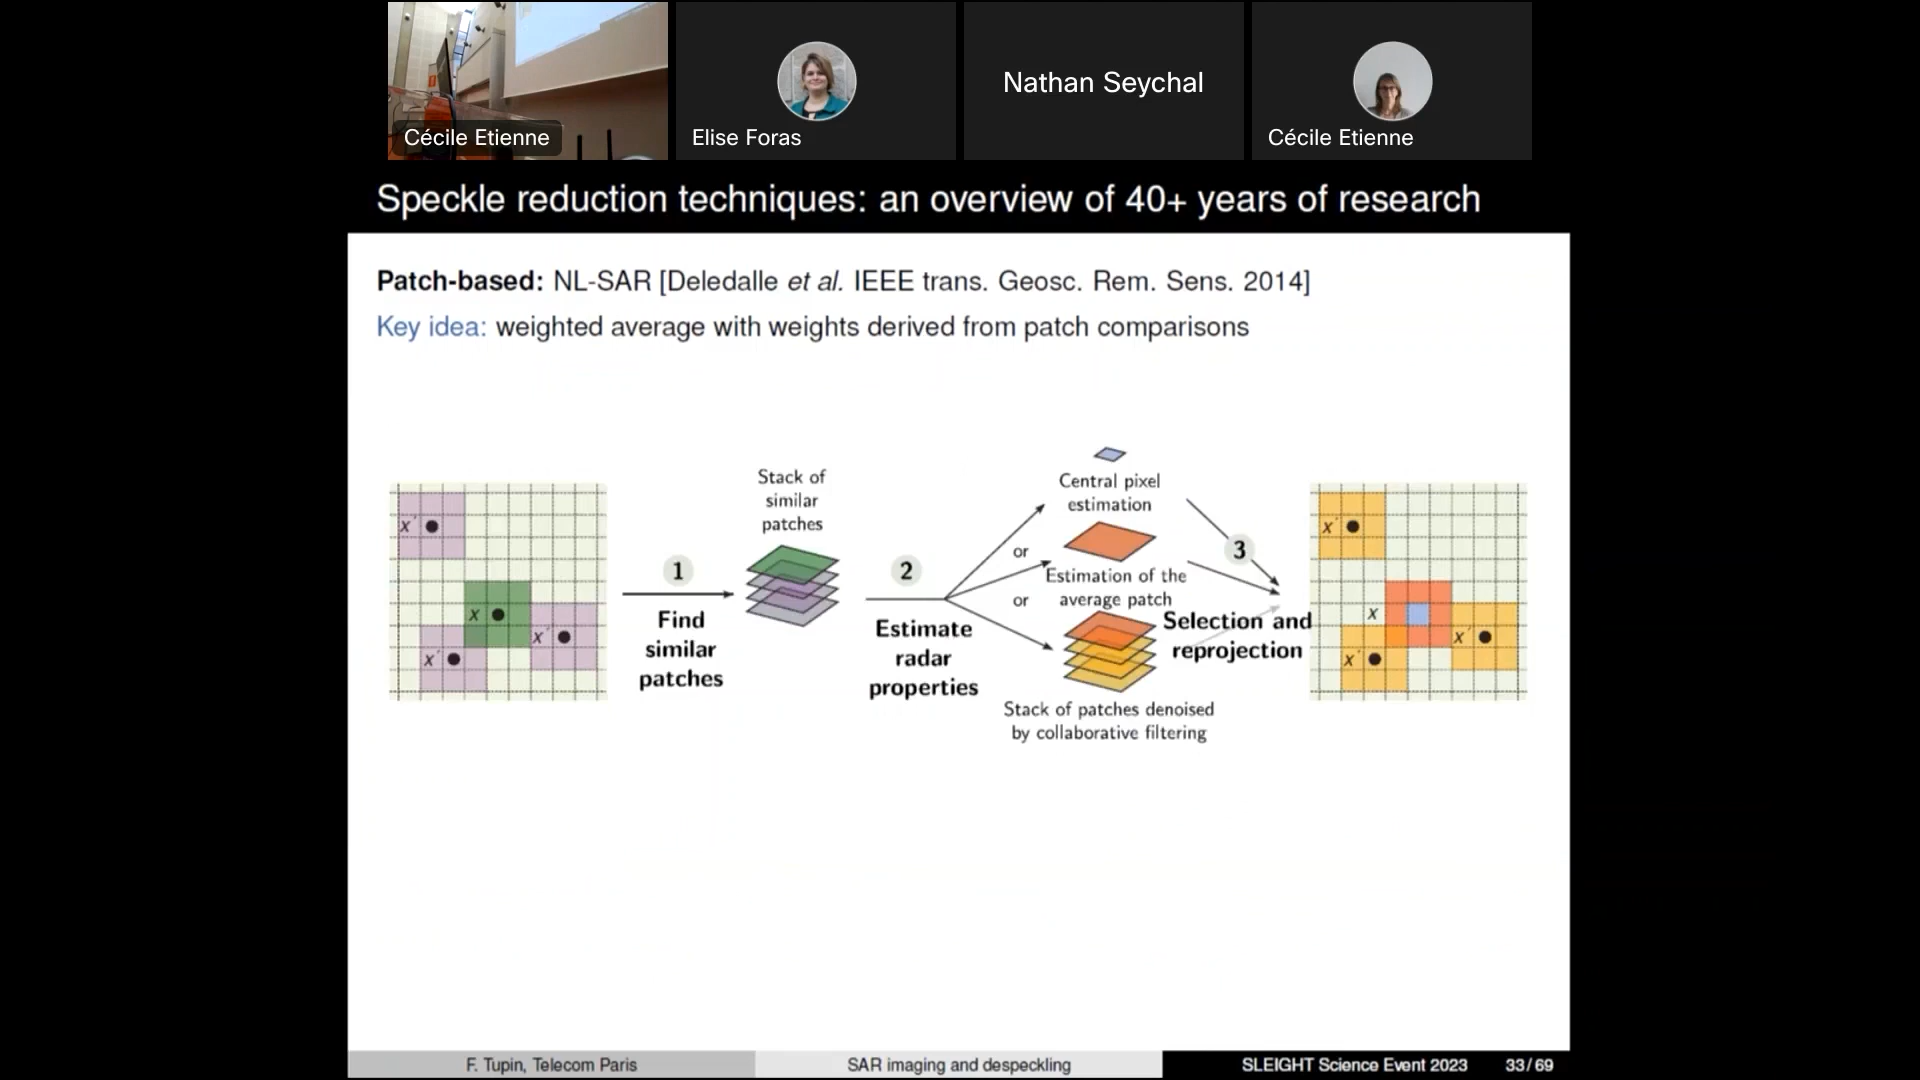 Cécile Etienne
Elise Foras
Nathan Seychal
Cécile Etienne
Speckle reduction techniques: an overview of 40+ years of research
Patch-based: NL-SAR [Deledalle et al. IEEE trans. Geosc. Rem. Sens. 2014]
Key idea: weighted average with weights derived from patch comparisons
x′
x
x′
x′
1
Find
similar
patches
Stack of
similar
patches
2
Estimate
radar
properties
or
or
Central pixel
estimation
Estimation of the
average patch
Stack of patches denoised
by collaborative filtering
3
Selection and
reprojection
x′
x
x′
x′
F. Tupin, Telecom Paris
SAR imaging and despeckling
SLEIGHT Science Event 2023
33/69